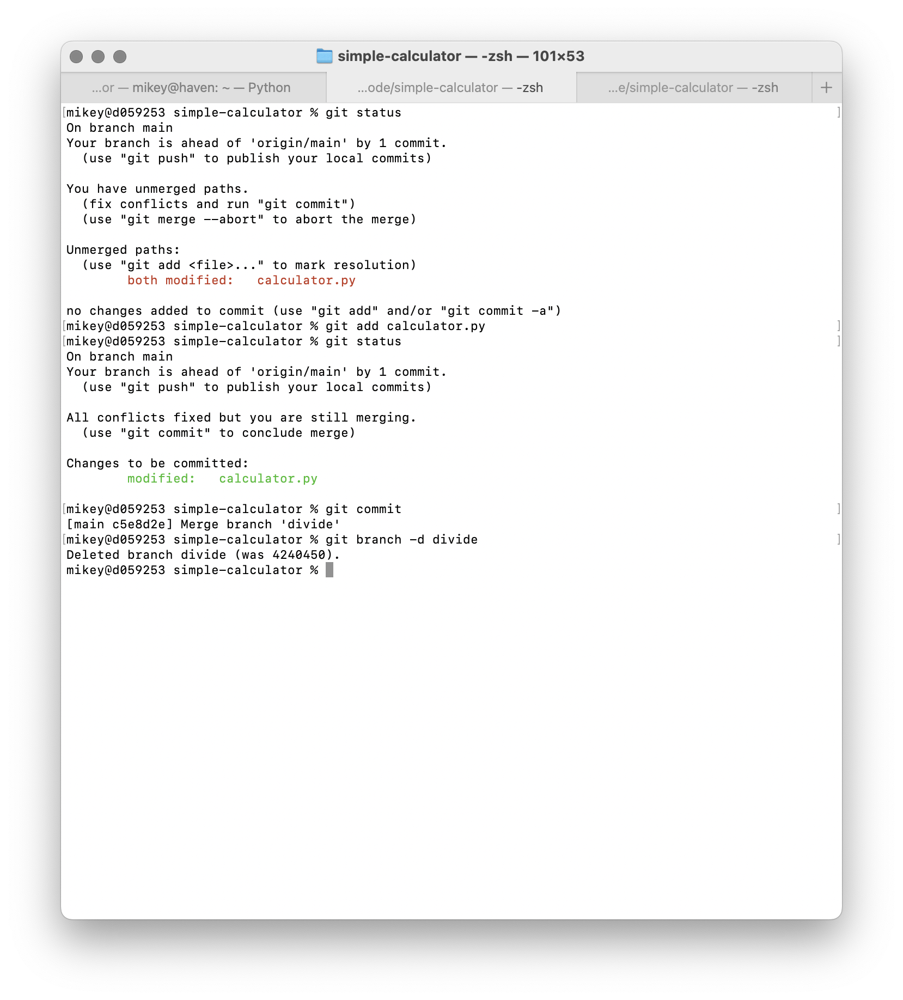 simple-calculator — -zsh — 101×53
...or — mikey@haven: ~ — Python
...ode/simple-calculator — -zsh
...e/simple-calculator — -zsh
+
[mikey@d059253 simple-calculator % git status ]
On branch main
Your branch is ahead of 'origin/main' by 1 commit.
  (use "git push" to publish your local commits)

You have unmerged paths.
  (fix conflicts and run "git commit")
  (use "git merge --abort" to abort the merge)

Unmerged paths:
  (use "git add <file>..." to mark resolution)
        both modified:   calculator.py

no changes added to commit (use "git add" and/or "git commit -a")
[mikey@d059253 simple-calculator % git add calculator.py ]
[mikey@d059253 simple-calculator % git status ]
On branch main
Your branch is ahead of 'origin/main' by 1 commit.
  (use "git push" to publish your local commits)

All conflicts fixed but you are still merging.
  (use "git commit" to conclude merge)

Changes to be committed:
        modified:   calculator.py

[mikey@d059253 simple-calculator % git commit ]
[main c5e8d2e] Merge branch 'divide'
[mikey@d059253 simple-calculator % git branch -d divide ]
Deleted branch divide (was 4240450).
mikey@d059253 simple-calculator %